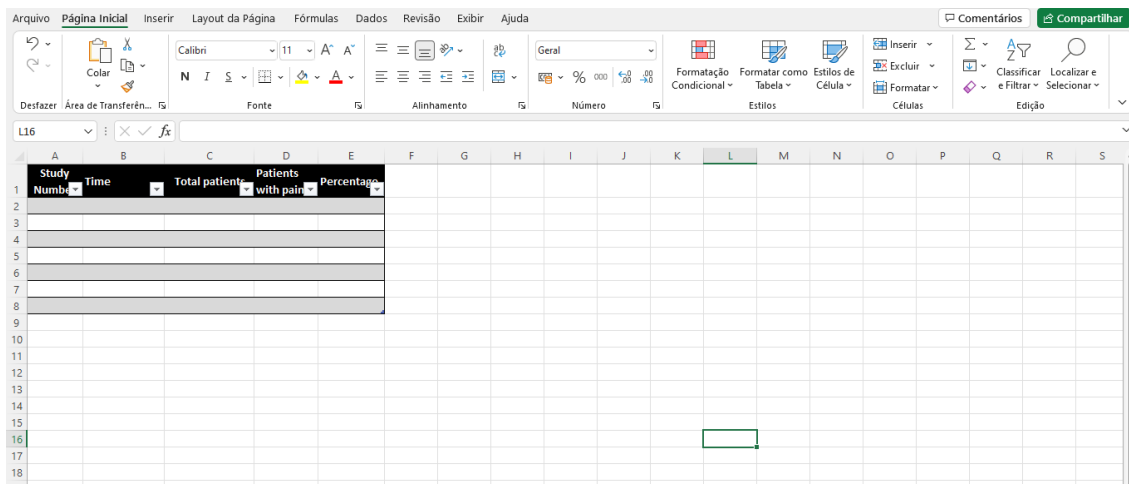 Arquivo Página Inicial Inserir Layout da Página Fórmulas Dados Revisão Exibir Ajuda Comentários Compartilhar
Calibri 11 A^ A˅ ab Geral Inserir Σ
Colar N I S A % 000 Formatação Condicional Formatar como Tabela Estilos de Célula Excluir Classificar e Filtrar Localizar e Selecionar
Formatar
Desfazer Área de Transferên... Fonte Alinhamento Número Estilos Células Edição
L16 fx
A B C D E F G H I J K L M N O P Q R S
1 Study Numbe Time Total patients Patients with pain Percentage
2
3
4
5
6
7
8
9
10
11
12
13
14
15
16
17
18